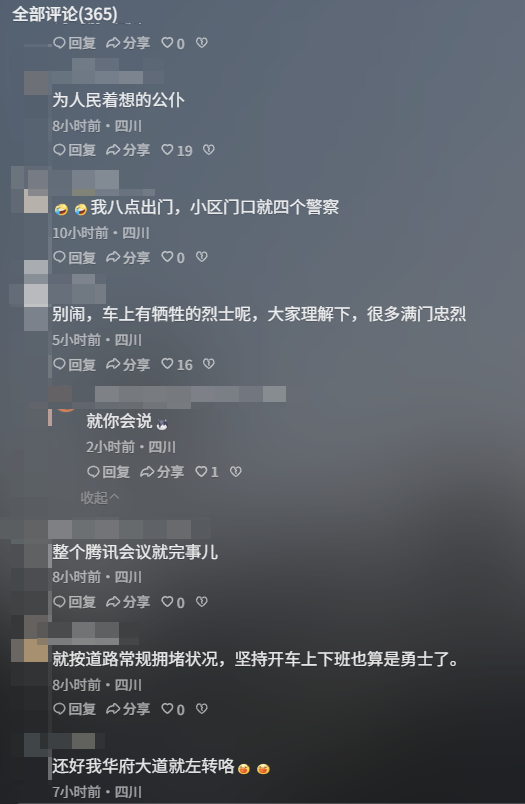 全部评论(365)
回复 分享 0
为人民着想的公仆
8小时前·四川
回复 分享 19
我八点出门，小区门口就四个警察
10小时前·四川
回复 分享 0
别闹，车上有牺牲的烈士呢，大家理解下，很多满门忠烈
5小时前·四川
回复 分享 16
就你会说
2小时前·四川
回复 分享 1
收起
整个腾讯会议就完事儿
8小时前·四川
回复 分享 0
就按道路常规拥堵状况，坚持开车上下班也算是勇士了。
8小时前·四川
回复 分享 0
还好我华府大道就左转咯
7小时前·四川